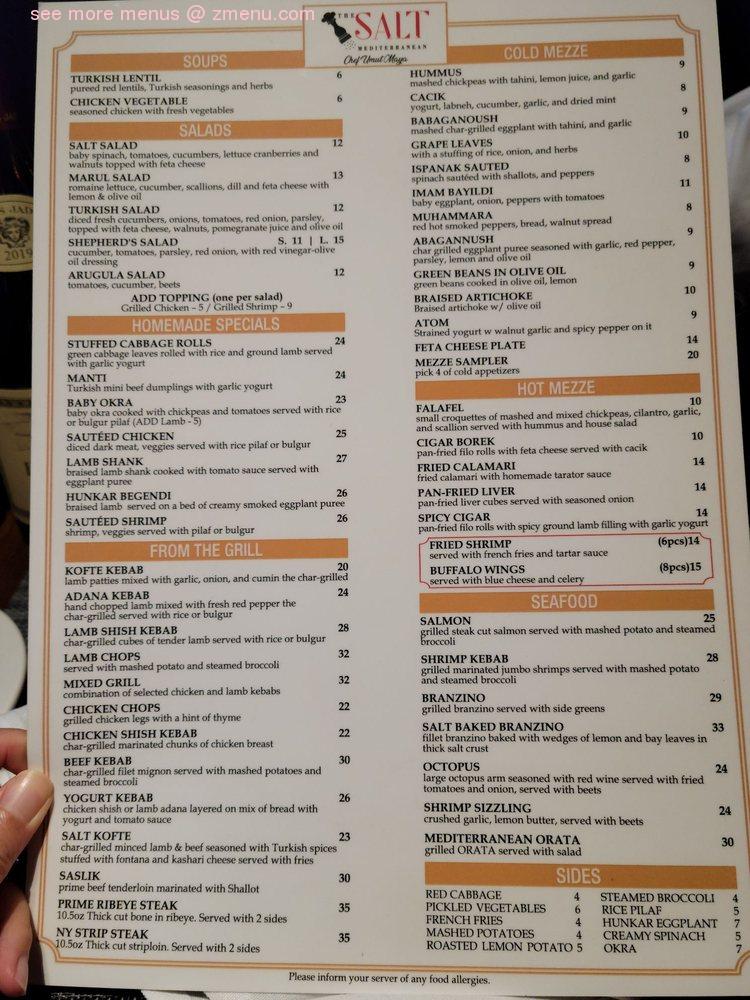 see more menus @ zmenu.com
THE
SALT
MEDITERRANEAN
Chef Umut Maya
SOUPS
TURKISH LENTIL 6
pureed red lentils, Turkish seasonings and herbs
CHICKEN VEGETABLE 6
seasoned chicken with fresh vegetables
SALADS
SALT SALAD 12
baby spinach, tomatoes, cucumbers, lettuce cranberries and
walnuts topped with feta cheese
MARUL SALAD 13
romaine lettuce, cucumber, scallions, dill and feta cheese with
lemon & olive oil
TURKISH SALAD 12
diced fresh cucumbers, onions, tomatoes, red onion, parsley,
topped with feta cheese, walnuts, pomegranate juice and olive oil
SHEPHERD'S SALAD S. 11 | L. 15
cucumber, tomatoes, parsley, red onion, with red vinegar-olive
oil dressing
ARUGULA SALAD 12
tomatoes, cucumber, beets
ADD TOPPING (one per salad)
Grilled Chicken – 5 / Grilled Shrimp – 9
HOMEMADE SPECIALS
STUFFED CABBAGE ROLLS 24
green cabbage leaves rolled with rice and ground lamb served
with garlic yogurt
MANTI 24
Turkish mini beef dumplings with garlic yogurt
BABY OKRA 23
baby okra cooked with chickpeas and tomatoes served with rice
or bulgur pilaf (ADD Lamb - 5)
SAUTÉED CHICKEN 25
diced dark meat, veggies served with rice pilaf or bulgur
LAMB SHANK 27
braised lamb shank cooked with tomato sauce served with
eggplant puree
HUNKAR BEGENDI 26
braised lamb served on a bed of creamy smoked eggplant puree
SAUTÉED SHRIMP 26
shrimp, veggies served with pilaf or bulgur
FROM THE GRILL
KOFTE KEBAB 20
lamb patties mixed with garlic, onion, and cumin the char-grilled
ADANA KEBAB 24
hand chopped lamb mixed with fresh red pepper the
char-grilled served with rice or bulgur
LAMB SHISH KEBAB 28
char-grilled cubes of tender lamb served with rice or bulgur
LAMB CHOPS 32
served with mashed potato and steamed broccoli
MIXED GRILL 32
combination of selected chicken and lamb kebabs
CHICKEN CHOPS 22
grilled chicken legs with a hint of thyme
CHICKEN SHISH KEBAB 22
char-grilled marinated chunks of chicken breast
BEEF KEBAB 30
char-grilled filet mignon served with mashed potatoes and
steamed broccoli
YOGURT KEBAB 26
chicken shish or lamb adana layered on mix of bread with
yogurt and tomato sauce
SALT KOFTE 23
char-grilled minced lamb & beef seasoned with Turkish spices
stuffed with fontana and kashari cheese served with fries
SASLIK 30
prime beef tenderloin marinated with Shallot
PRIME RIBEYE STEAK 35
10.5oz Thick cut bone in ribeye. Served with 2 sides
NY STRIP STEAK 35
10.5oz Thick cut striploin. Served with 2 sides
COLD MEZZE
HUMMUS 9
mashed chickpeas with tahini, lemon juice, and garlic
CACIK 8
yogurt, labneh, cucumber, garlic, and dried mint
BABAGANOUSH 9
mashed char-grilled eggplant with tahini, and garlic
GRAPE LEAVES 10
with a stuffing of rice, onion, and herbs
ISPANAK SAUTED 8
spinach sautéed with shallots, and peppers
IMAM BAYILDI 11
baby eggplant, onion, peppers with tomatoes
MUHAMMARA 8
red hot smoked peppers, bread, walnut spread
ABAGANNUSH 9
char grilled eggplant puree seasoned with garlic, red pepper,
parsley, lemon and olive oil
GREEN BEANS IN OLIVE OIL 9
green beans cooked in olive oil, lemon
BRAISED ARTICHOKE 10
Braised artichoke w/ olive oil
ATOM 9
Strained yogurt w walnut garlic and spicy pepper on it
FETA CHEESE PLATE 14
MEZZE SAMPLER 20
pick 4 of cold appetizers
HOT MEZZE
FALAFEL 10
small croquettes of mashed and mixed chickpeas, cilantro, garlic,
and scallion served with hummus and house salad
CIGAR BOREK 10
pan-fried filo rolls with feta cheese served with cacik
FRIED CALAMARI 14
fried calamari with homemade tarator sauce
PAN-FRIED LIVER 14
pan-fried liver cubes served with seasoned onion
SPICY CIGAR 14
pan-fried filo rolls with spicy ground lamb filling with garlic yogurt
FRIED SHRIMP (6pcs)14
served with french fries and tartar sauce
BUFFALO WINGS (8pcs)15
served with blue cheese and celery
SEAFOOD
SALMON 25
grilled steak cut salmon served with mashed potato and steamed
broccoli
SHRIMP KEBAB 28
grilled marinated jumbo shrimps served with mashed potato
and steamed broccoli
BRANZINO 29
grilled branzino served with side greens
SALT BAKED BRANZINO 33
fillet branzino baked with wedges of lemon and bay leaves in
thick salt crust
OCTOPUS 24
large octopus arm seasoned with red wine served with fried
tomatoes and onion, served with beets
SHRIMP SIZZLING 24
crushed garlic, lemon butter, served with beets
MEDITERRANEAN ORATA 30
grilled ORATA served with salad
SIDES
RED CABBAGE 4
PICKLED VEGETABLES 6
FRENCH FRIES 4
MASHED POTATOES 4
ROASTED LEMON POTATO 5
STEAMED BROCCOLI 4
RICE PILAF 5
HUNKAR EGGPLANT 7
CREAMY SPINACH 5
OKRA 7
Please inform your server of any food allergies.
2019